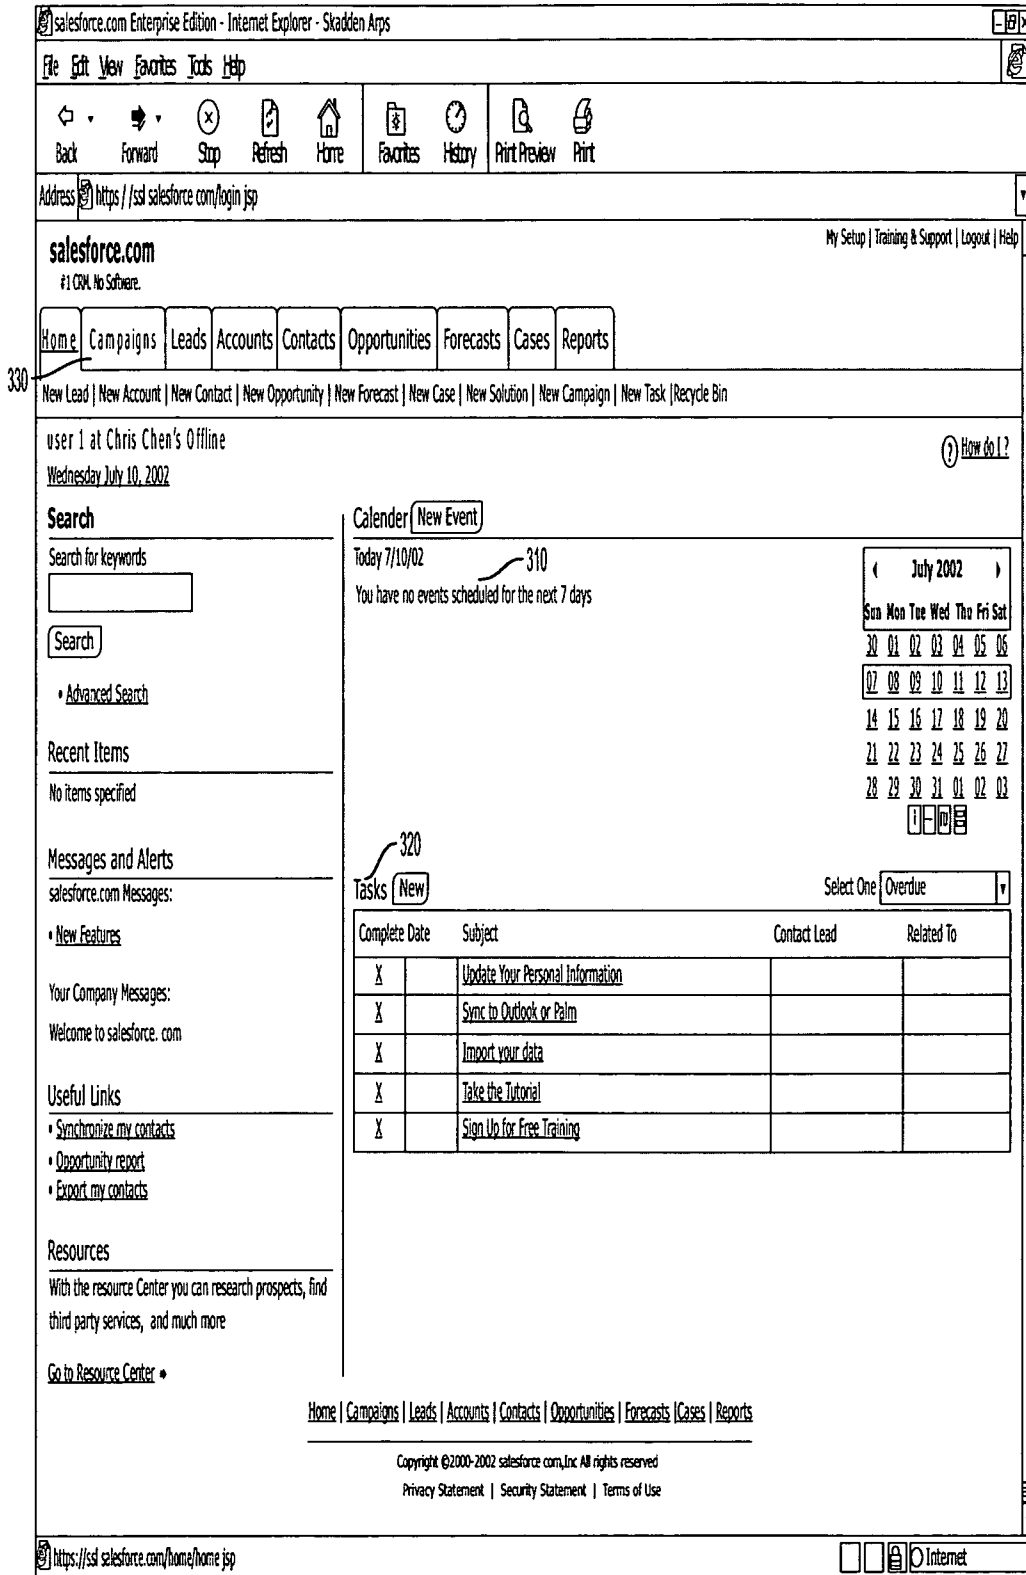 salesforce.com Enterprise Edition - Internet Explorer - Skadden Arps
File Edit View Favorites Tools Help
Back Forward Stop Refresh Home Favorites History Print Preview Print
Address https://ssl salesforce com/login jsp
My Setup | Training & Support | Logout | Help
salesforce.com
#1 CRM. No Software.
Home Campaigns Leads Accounts Contacts Opportunities Forecasts Cases Reports
330
New Lead | New Account | New Contact | New Opportunity | New Forecast | New Case | New Solution | New Campaign | New Task |Recycle Bin
user 1 at Chris Chen's Offline
How do I ?
Wednesday July 10, 2002
Search
Search for keywords
Search
• Advanced Search
Recent Items
No items specified
Messages and Alerts
salesforce.com Messages:
• New Features
Your Company Messages:
Welcome to salesforce. com
Useful Links
• Synchronize my contacts
• Opportunity report
• Export my contacts
Resources
With the resource Center you can research prospects, find
third party services, and much more
Go to Resource Center
Calender New Event
Today 7/10/02
310
You have no events scheduled for the next 7 days
July 2002
Sun Mon Tue Wed Thu Fri Sat
30 01 02 03 04 05 06
07 08 09 10 11 12 13
14 15 16 17 18 19 20
21 22 23 24 25 26 27
28 29 30 31 01 02 03
320
Tasks New
Select One Overdue
Complete Date Subject Contact Lead Related To
X Update Your Personal Information
X Sync to Outlook or Palm
X Import your data
X Take the Tutorial
X Sign Up for Free Training
Home | Campaigns | Leads | Accounts | Contacts | Opportunities | Forecasts |Cases | Reports
Copyright ©2000-2002 salesforce com,Inc All rights reserved
Privacy Statement | Security Statement | Terms of Use
https://ssl salesforce.com/home/home jsp
Internet